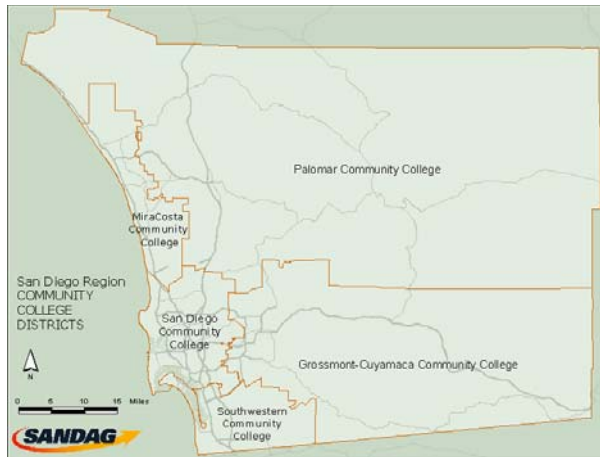 Palomar Community College
MiraCosta
Community
College
San Diego Region
COMMUNITY
COLLEGE
DISTRICTS
San Diego
Community
College
N
Grossmont-Cuyamaca Community College
0 5 10 15 Miles
Southwestern
Community
College
SANDAG